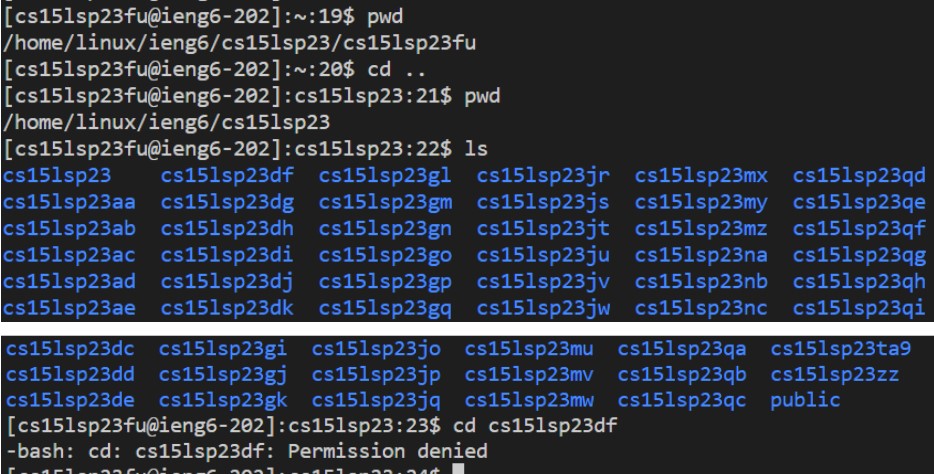 [cs15lsp23fu@ieng6-202]:~:19$ pwd
/home/linux/ieng6/cs15lsp23/cs15lsp23fu
[cs15lsp23fu@ieng6-202]:~:20$ cd ..
[cs15lsp23fu@ieng6-202]:cs15lsp23:21$ pwd
/home/linux/ieng6/cs15lsp23
[cs15lsp23fu@ieng6-202]:cs15lsp23:22$ ls
cs15lsp23 cs15lsp23df cs15lsp23gl cs15lsp23jr cs15lsp23mx cs15lsp23qd
cs15lsp23aa cs15lsp23dg cs15lsp23gm cs15lsp23js cs15lsp23my cs15lsp23qe
cs15lsp23ab cs15lsp23dh cs15lsp23gn cs15lsp23jt cs15lsp23mz cs15lsp23qf
cs15lsp23ac cs15lsp23di cs15lsp23go cs15lsp23ju cs15lsp23na cs15lsp23qg
cs15lsp23ad cs15lsp23dj cs15lsp23gp cs15lsp23jv cs15lsp23nb cs15lsp23qh
cs15lsp23ae cs15lsp23dk cs15lsp23gq cs15lsp23jw cs15lsp23nc cs15lsp23qi
cs15lsp23dc cs15lsp23gi cs15lsp23jo cs15lsp23mu cs15lsp23qa cs15lsp23ta9
cs15lsp23dd cs15lsp23gj cs15lsp23jp cs15lsp23mv cs15lsp23qb cs15lsp23zz
cs15lsp23de cs15lsp23gk cs15lsp23jq cs15lsp23mw cs15lsp23qc public
[cs15lsp23fu@ieng6-202]:cs15lsp23:23$ cd cs15lsp23df
-bash: cd: cs15lsp23df: Permission denied
[cs15lsp23fu@ieng6-202]:cs15lsp23:24$